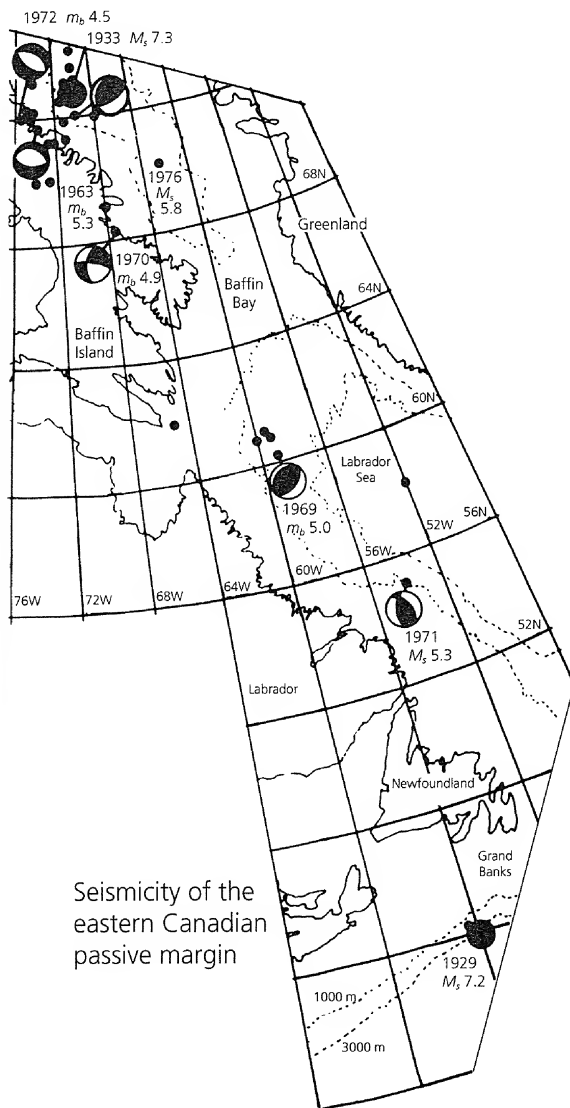 1972 mb 4.5
1933 Ms 7.3
68N
1963
mb
5.3
1976
Ms
5.8
Greenland
1970
mb 4.9
Baffin
Bay
64N
Baffin
Island
60N
Labrador
Sea
1969
mb 5.0
52W
56N
56W
60W
64W
68W
72W
76W
52N
1971
Ms 5.3
Labrador
Newfoundland
Grand
Banks
Seismicity of the
eastern Canadian
passive margin
1929
Ms 7.2
1000 m
3000 m